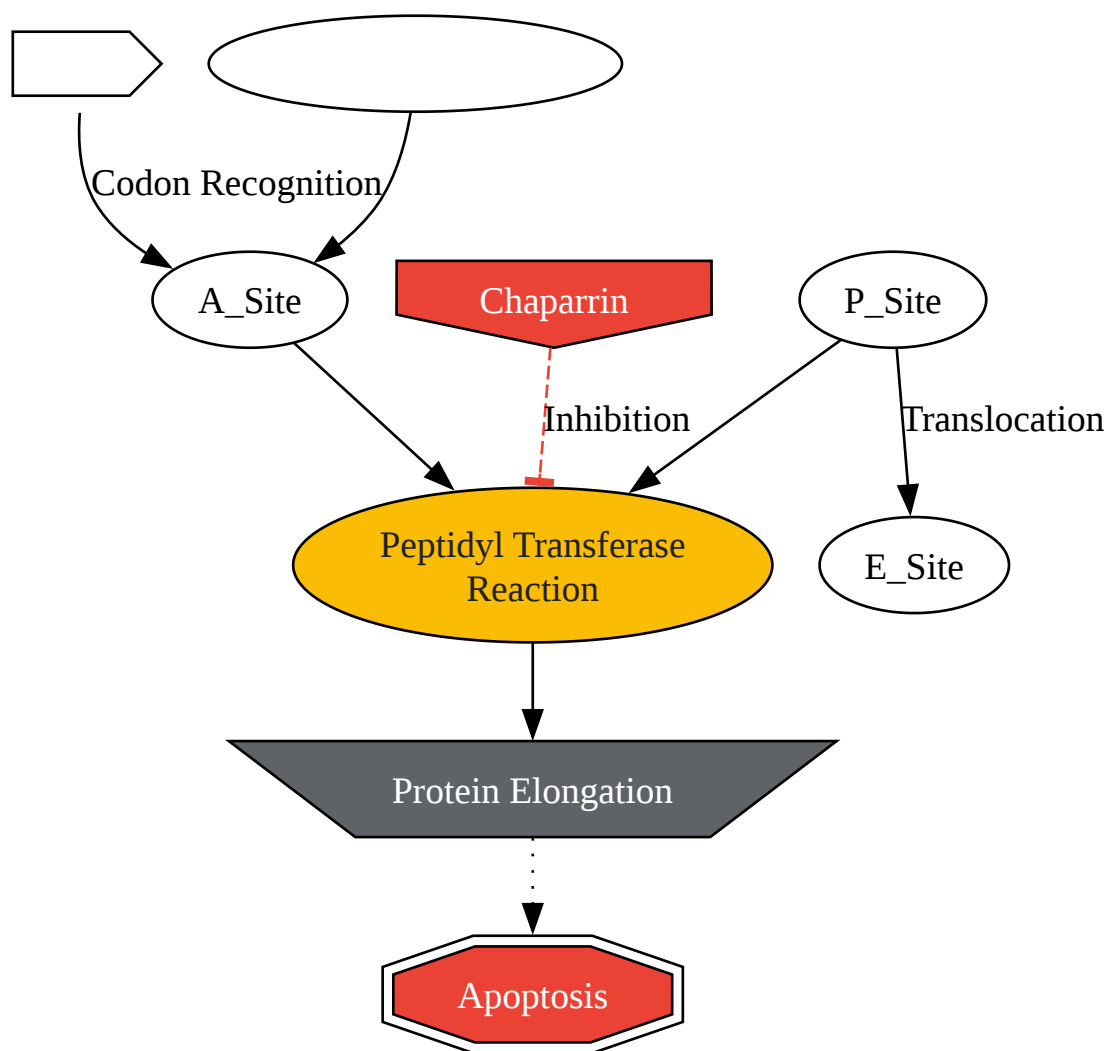 Codon Recognition
A_Site
Chaparrin
P_Site
Inhibition
Translocation
Peptidyl Transferase
Reaction
E_Site
Protein Elongation
Apoptosis